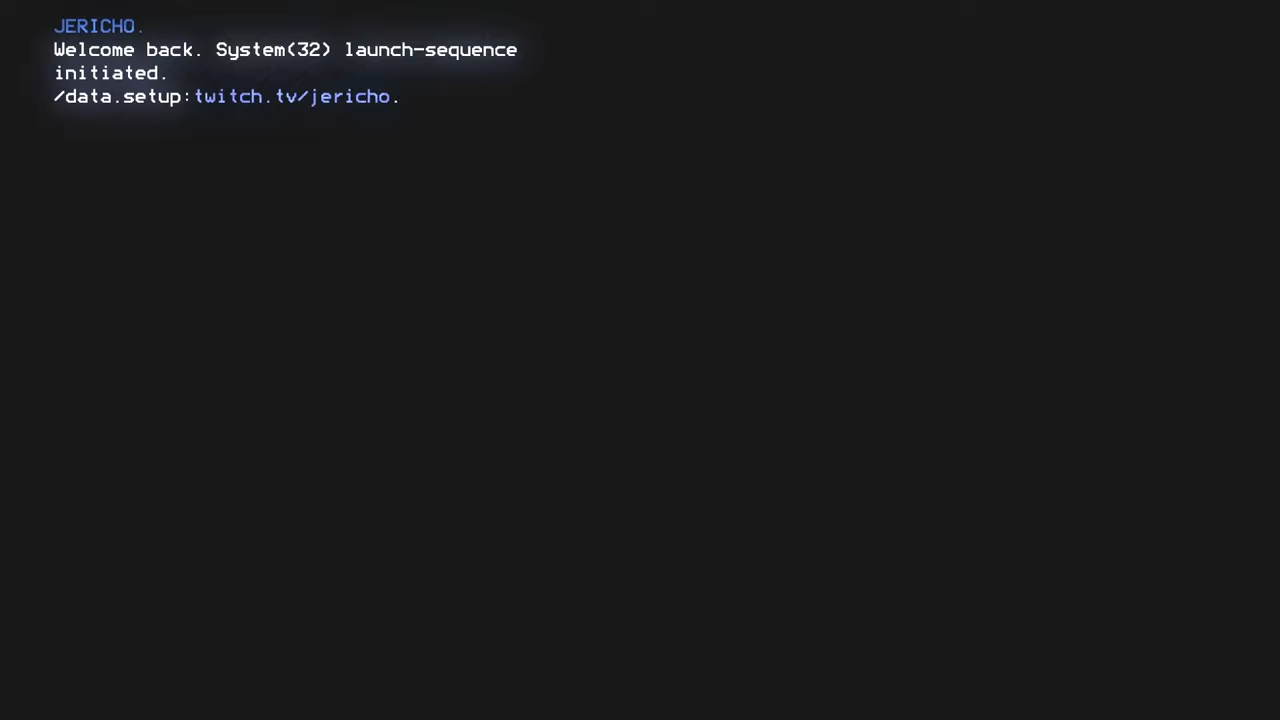 JERICHO.
Welcome back. System(32) launch-sequence
initiated.
/data.setup:twitch.tv/jericho.